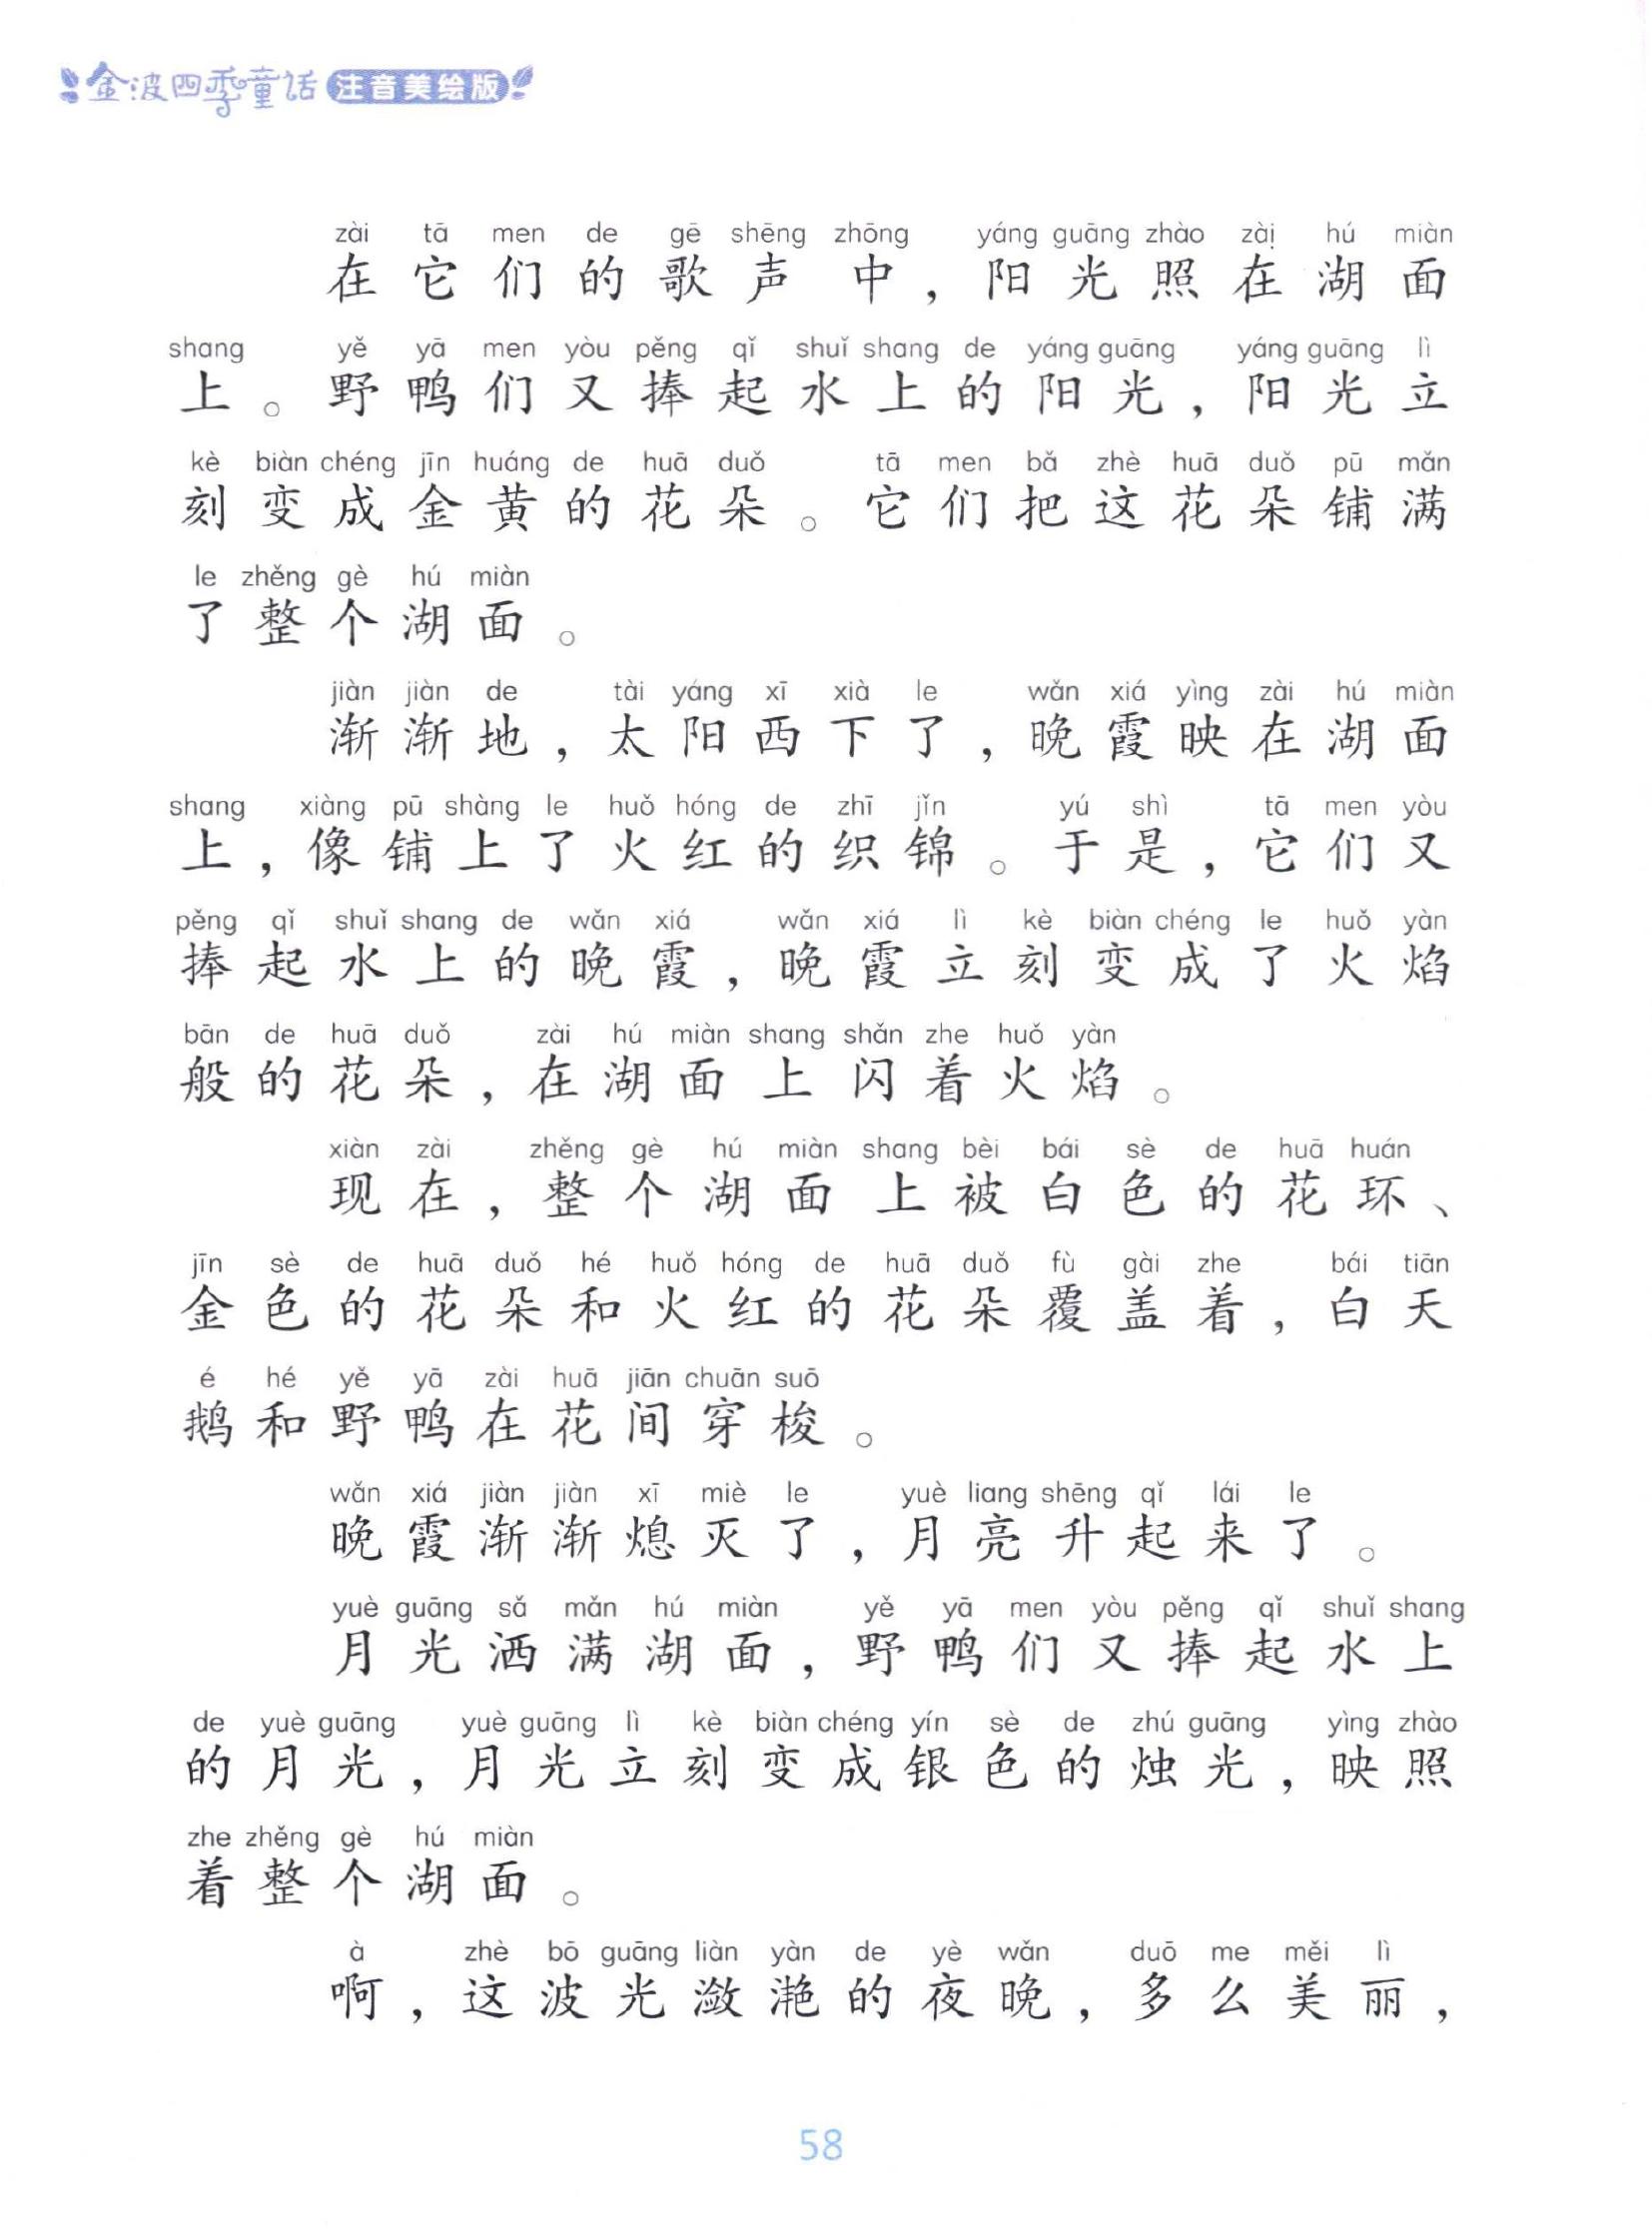 金波四季童话 注音美绘版
zài tā men de gē shēng zhōng yáng guāng zhào zài hú miàn
在它们的歌声中，阳光照在湖面
shang yě yā men yòu pěng qǐ shuǐ shang de yáng guāng yáng guāng lì
上。野鸭们又捧起水上的阳光，阳光立
kè biàn chéng jīn huáng de huā duǒ tā men bǎ zhè huā duǒ pū mǎn
刻变成金黄的花朵。它们把这花朵铺满
le zhěng gè hú miàn
了整个湖面。
jiàn jiàn de tài yáng xī xià le wǎn xiá yìng zài hú miàn
渐渐地，太阳西下了，晚霞映在湖面
shang xiàng pū shàng le huǒ hóng de zhī jǐn yú shì tā men yòu
上，像铺上了火红的织锦。于是，它们又
pěng qǐ shuǐ shang de wǎn xiá wǎn xiá lì kè biàn chéng le huǒ yàn
捧起水上的晚霞，晚霞立刻变成了火焰
bān de huā duǒ zài hú miàn shang shǎn zhe huǒ yàn
般的花朵，在湖面上闪着火焰。
xiàn zài zhěng gè hú miàn shang bèi bái sè de huā huán
现在，整个湖面上被白色的花环、
jīn sè de huā duǒ hé huǒ hóng de huā duǒ fù gài zhe bái tiān
金色的花朵和火红的花朵覆盖着，白天
é hé yě yā zài huā jiān chuān suō
鹅和野鸭在花间穿梭。
wǎn xiá jiàn jiàn xī miè le yuè liang shēng qǐ lái le
晚霞渐渐熄灭了，月亮升起来了。
yuè guāng sǎ mǎn hú miàn yě yā men yòu pěng qǐ shuǐ shang
月光洒满湖面，野鸭们又捧起水上
de yuè guāng yuè guāng lì kè biàn chéng yín sè de zhú guāng yìng zhào
的月光，月光立刻变成银色的烛光，映照
zhe zhěng gè hú miàn
着整个湖面。
à zhè bō guāng liàn yàn de yè wǎn duō me měi lì
啊，这波光潋滟的夜晚，多么美丽，
58